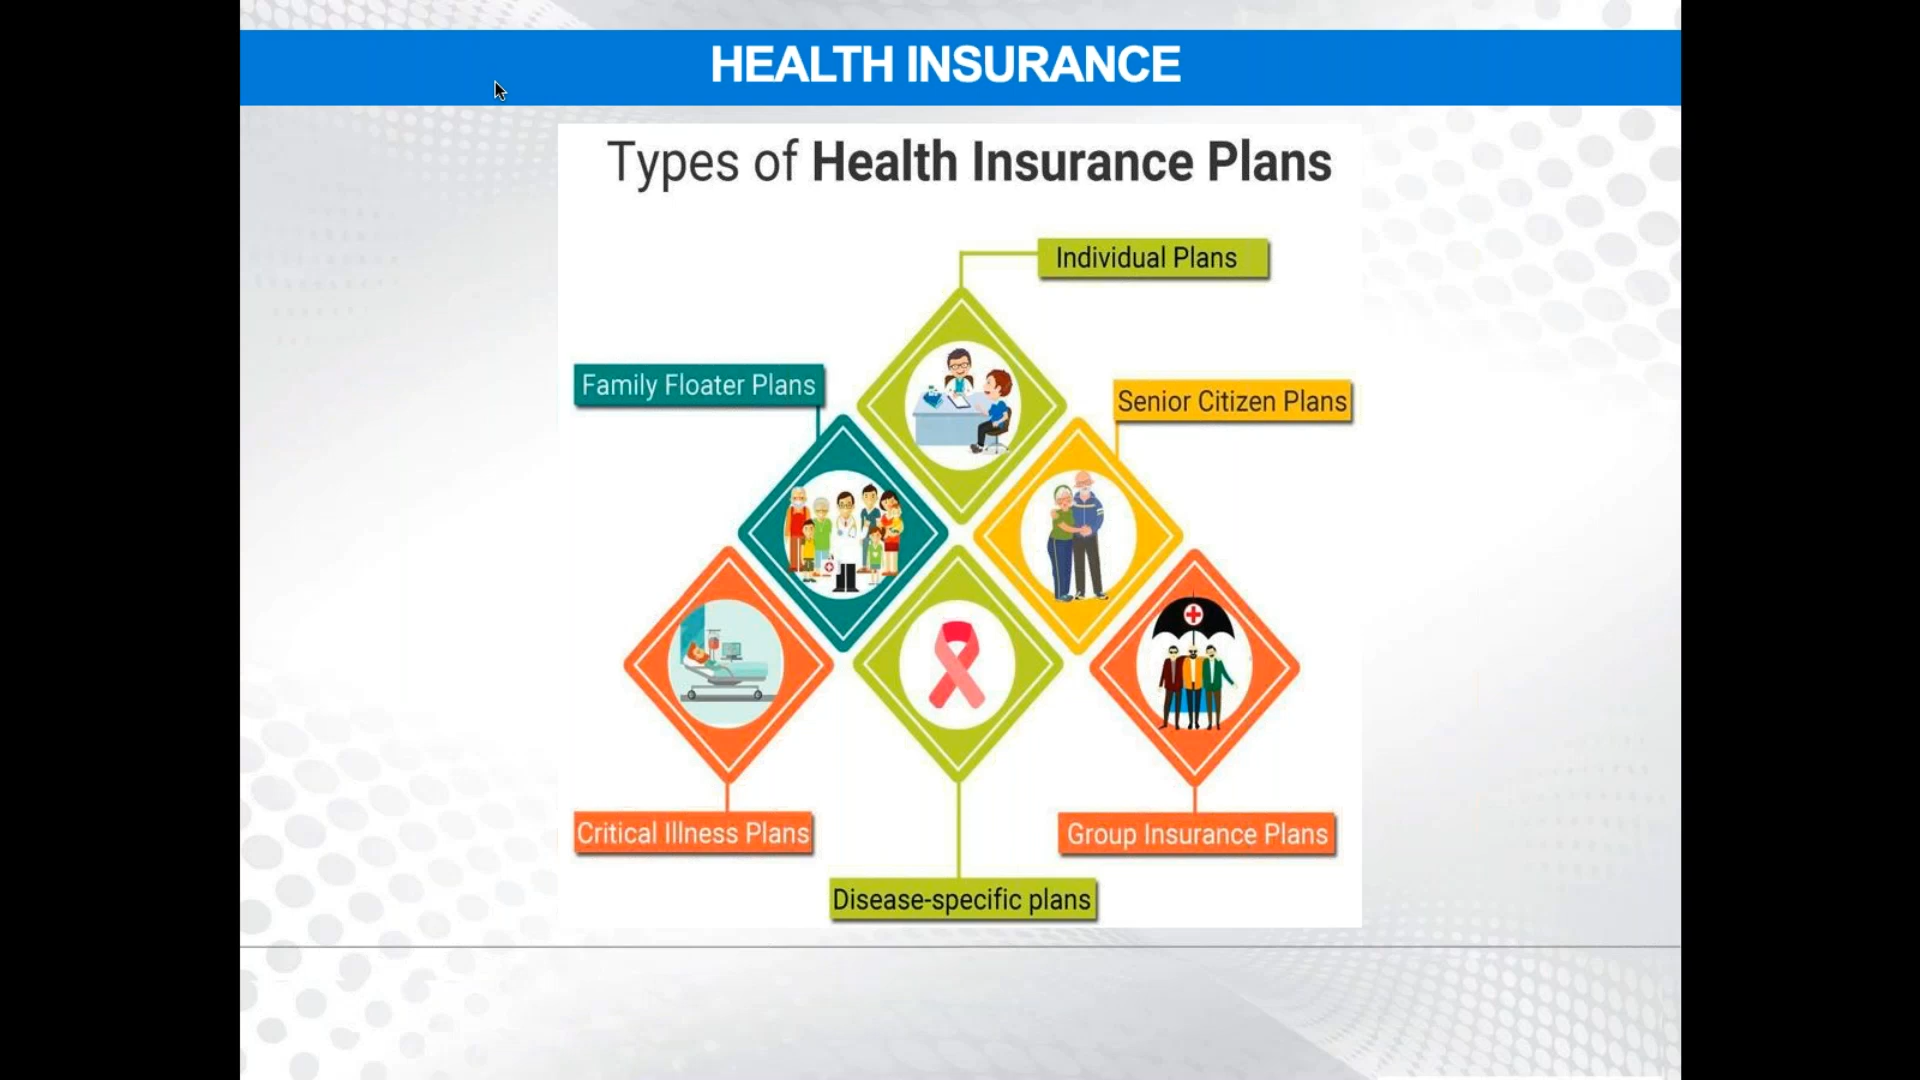 HEALTH INSURANCE
Types of Health Insurance Plans
Individual Plans
Family Floater Plans
Senior Citizen Plans
Critical Illness Plans
Group Insurance Plans
Disease-specific plans